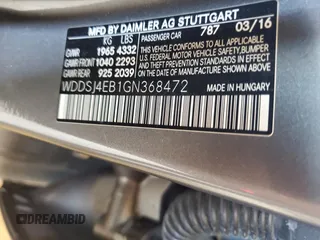 MFD BY DAIMLER AG STUTTGART
KG LBS 787 03/16
GVWR 1965 4332 PASSENGER CAR
GAWR FRONT 1040 2293
GAWR REAR 925 2039
THIS VEHICLE CONFORMS TO ALL APPLICABLE U.S. FEDERAL MOTOR VEHICLE SAFETY, BUMPER, AND THEFT PREVENTION STANDARDS IN EFFECT ON THE DATE OF MANUFACTURE SHOWN ABOVE.
WDDSJ4EB1GN368472
MADE IN HUNGARY
DREAMBID